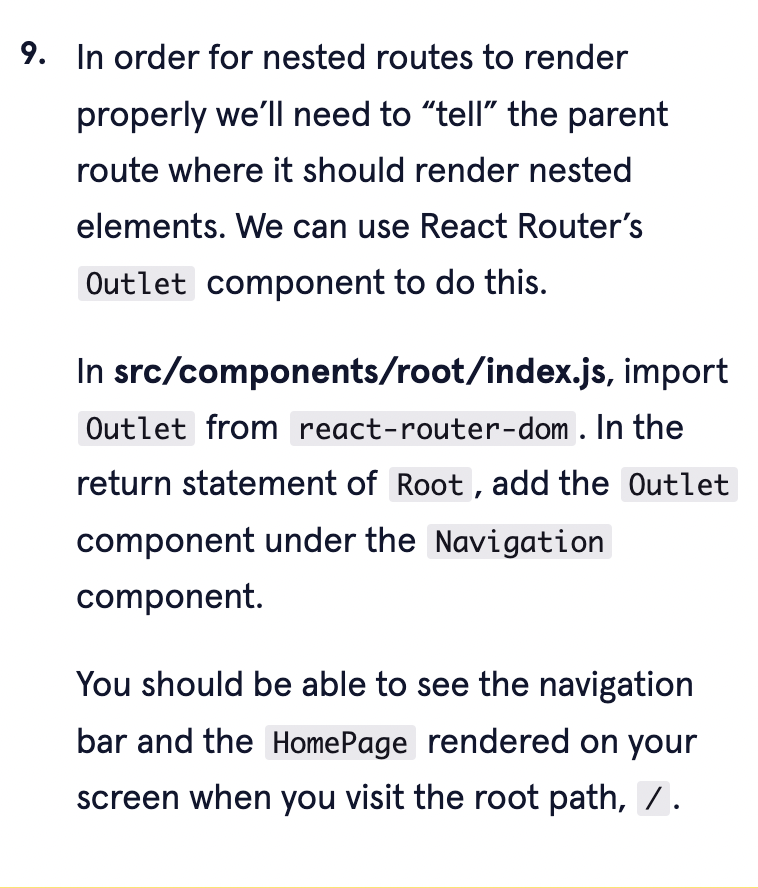 9. In order for nested routes to render
properly we’ll need to “tell” the parent
route where it should render nested
elements. We can use React Router’s
Outlet component to do this.
In src/components/root/index.js, import
Outlet from react-router-dom. In the
return statement of Root, add the Outlet
component under the Navigation
component.
You should be able to see the navigation
bar and the HomePage rendered on your
screen when you visit the root path, /.